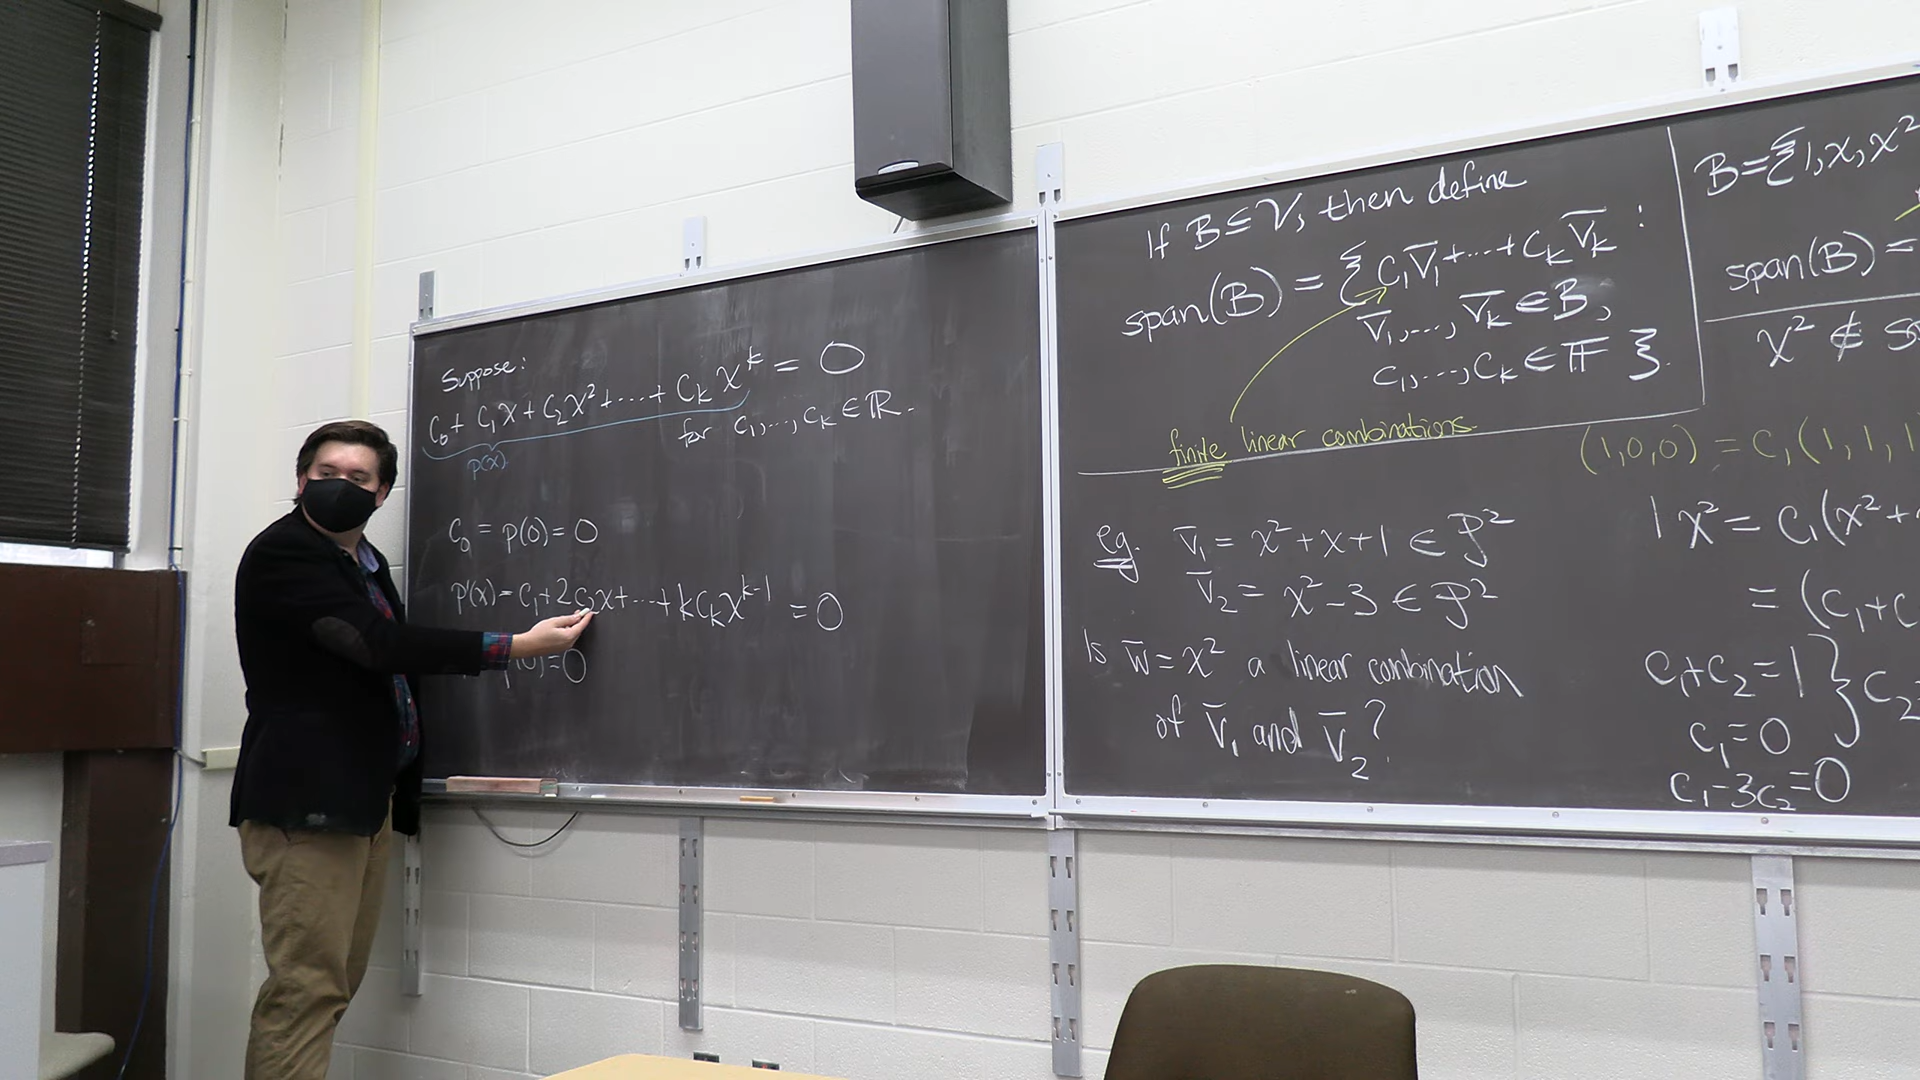 Suppose:
C₀ + C₁x + C₂x² + ... + Cₖxᵏ = 0
for c₁, ..., cₖ ∈ ℝ.
p(x)
C₀ = p(0) = 0
p'(x) = C₁ + 2C₂x + ... + kCₖxᵏ⁻¹ = 0
(0) = 0
If B ⊆ V, then define
span(B) = { C₁v̄₁ + ... + Cₖv̄ₖ :
v̄₁, ..., v̄ₖ ∈ B,
c₁, ..., cₖ ∈ 𝔽 }.
finite linear combinations.
eg. v̄₁ = x² + x + 1 ∈ P²
v̄₂ = x² - 3 ∈ P²
Is w̄ = x² a linear combination
of v̄₁ and v̄₂?
B = {1, x, x²
span(B) =
x² ∉ s
(1,0,0) = C₁(1,1,1
1x² = C₁(x² +
= (C₁ + C
C₁ + C₂ = 1 } C₂
C₁ = 0
C₁ - 3C₂ = 0